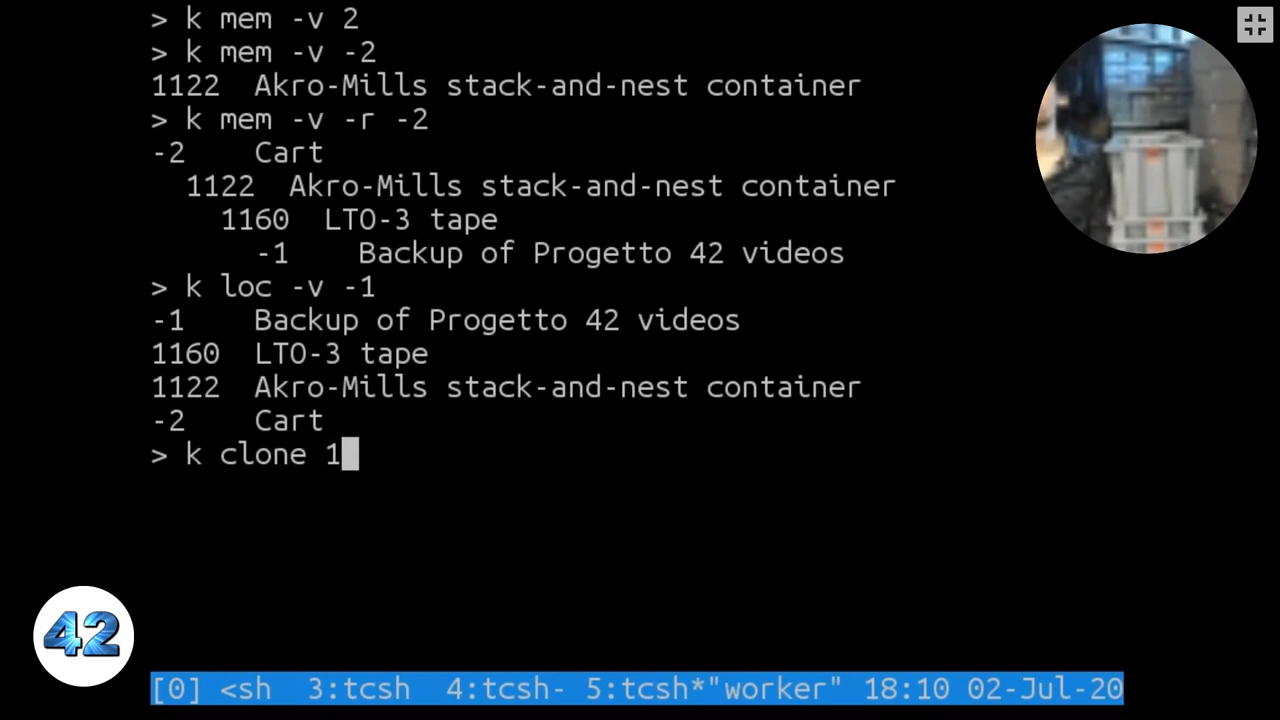 > k mem -v 2
> k mem -v -2
1122  Akro-Mills stack-and-nest container
> k mem -v -r -2
-2    Cart
  1122  Akro-Mills stack-and-nest container
    1160  LTO-3 tape
      -1    Backup of Progetto 42 videos
> k loc -v -1
-1    Backup of Progetto 42 videos
1160  LTO-3 tape
1122  Akro-Mills stack-and-nest container
-2    Cart
> k clone 1
42
[0] <sh  3:tcsh  4:tcsh- 5:tcsh*"worker" 18:10 02-Jul-20